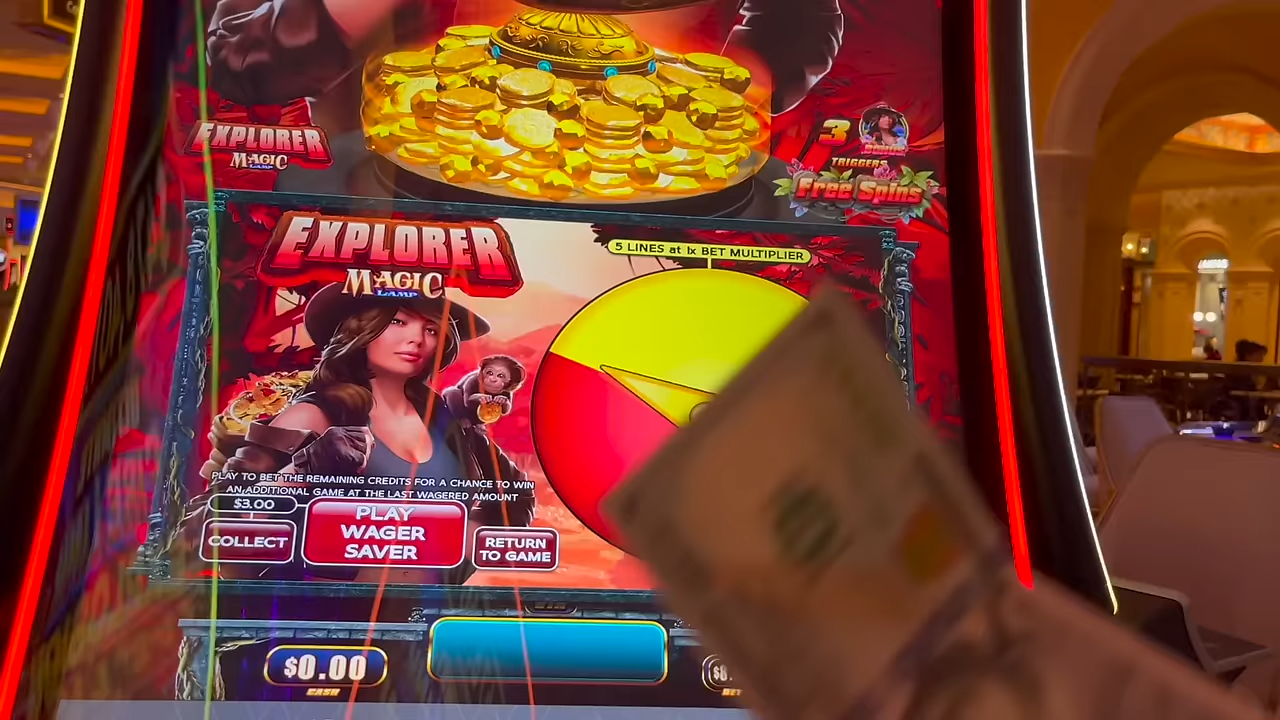 EXPLORER
MAGIC
LAMP
3
BONUS
TRIGGERS
Free Spins
EXPLORER
MAGIC
LAMP
5 LINES at 1x BET MULTIPLIER
PLAY TO BET THE REMAINING CREDITS FOR A CHANCE TO WIN
AN ADDITIONAL GAME AT THE LAST WAGERED AMOUNT
$3.00
COLLECT
PLAY
WAGER
SAVER
RETURN
TO GAME
$0.00
CASH